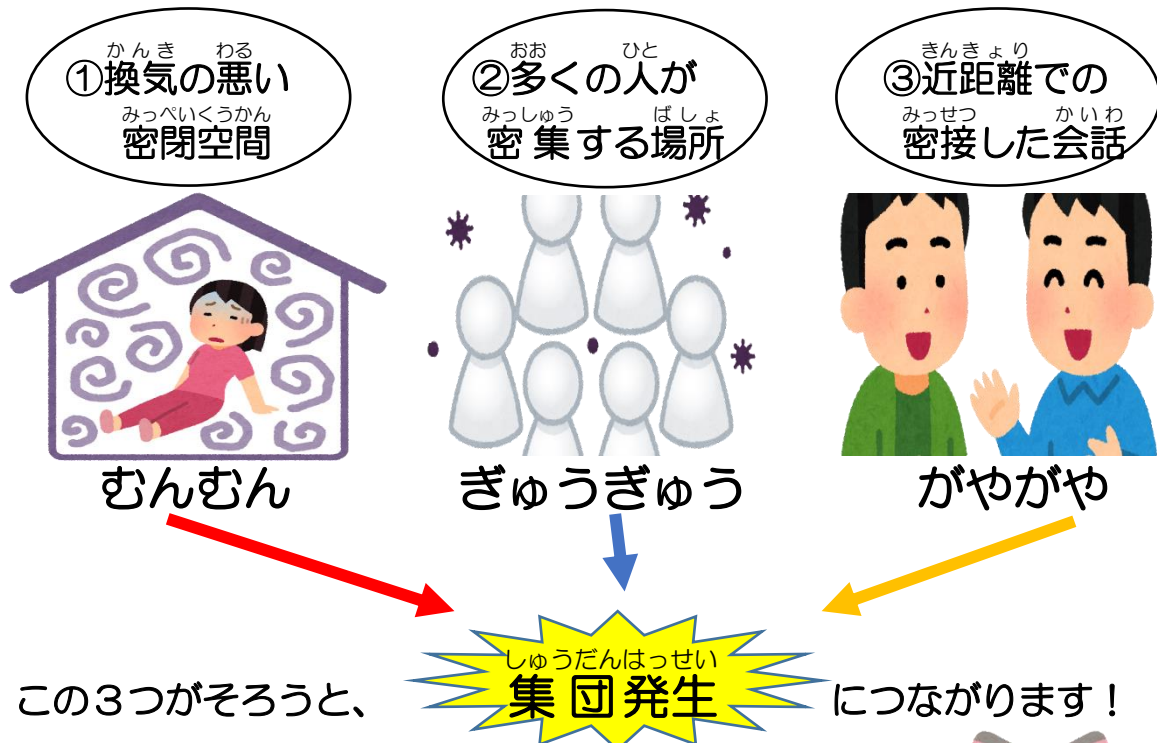 かんき わる
①換気の悪い
みっぺいくうかん
密閉空間
おお ひと
②多くの人が
みっしゅう ばしょ
密集する場所
きんきょり
③近距離での
みっせつ かいわ
密接した会話
むんむん
ぎゅうぎゅう
がやがや
しゅうだんはっせい
この３つがそろうと、 集団発生 につながります！